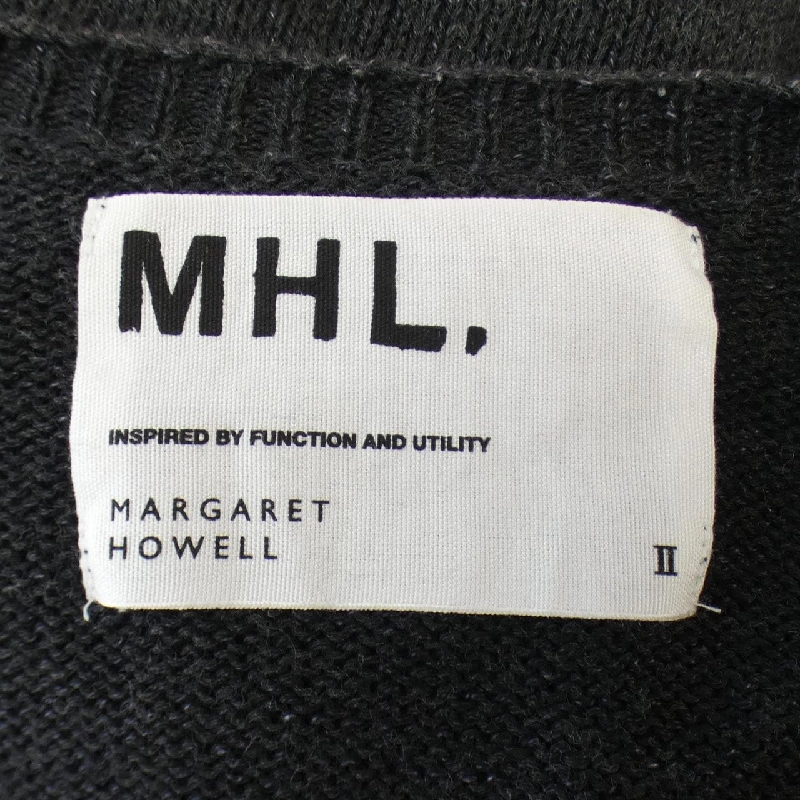 MHL.
INSPIRED BY FUNCTION AND UTILITY
MARGARET
HOWELL
II